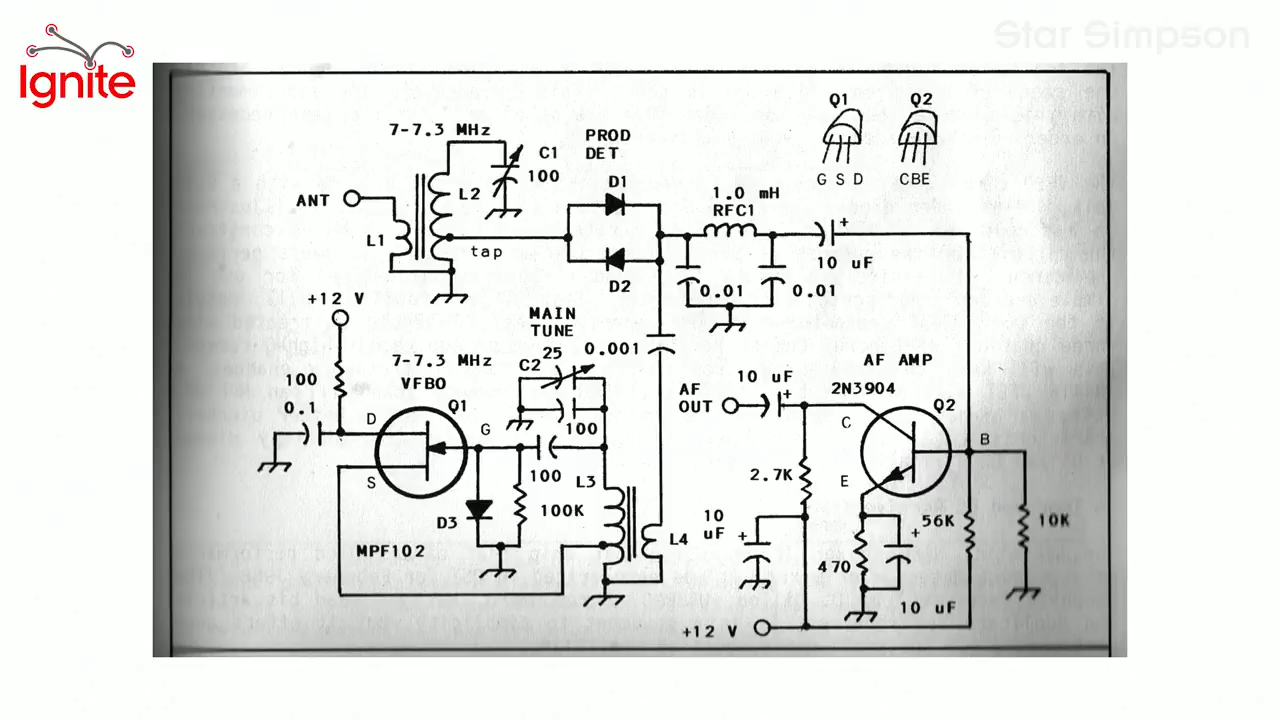 Ignite
Star Simpson
Q1
Q2
7-7.3 MHz
PROD
DET
C1
100
G S D
CBE
L2
D1
1.0 mH
RFC1
ANT
L1
tap
10 uF
D2
0.01
0.01
+12 V
MAIN
TUNE
0.001
25
C2
7-7.3 MHz
VFBO
AF AMP
100
10 uF
2N3904
AF
OUT
0.1
Q1
Q2
D
G
100
C
B
S
100
2.7K
E
L3
D3
100K
10
uF
56K
10K
L4
MPF102
470
10 uF
+12 V